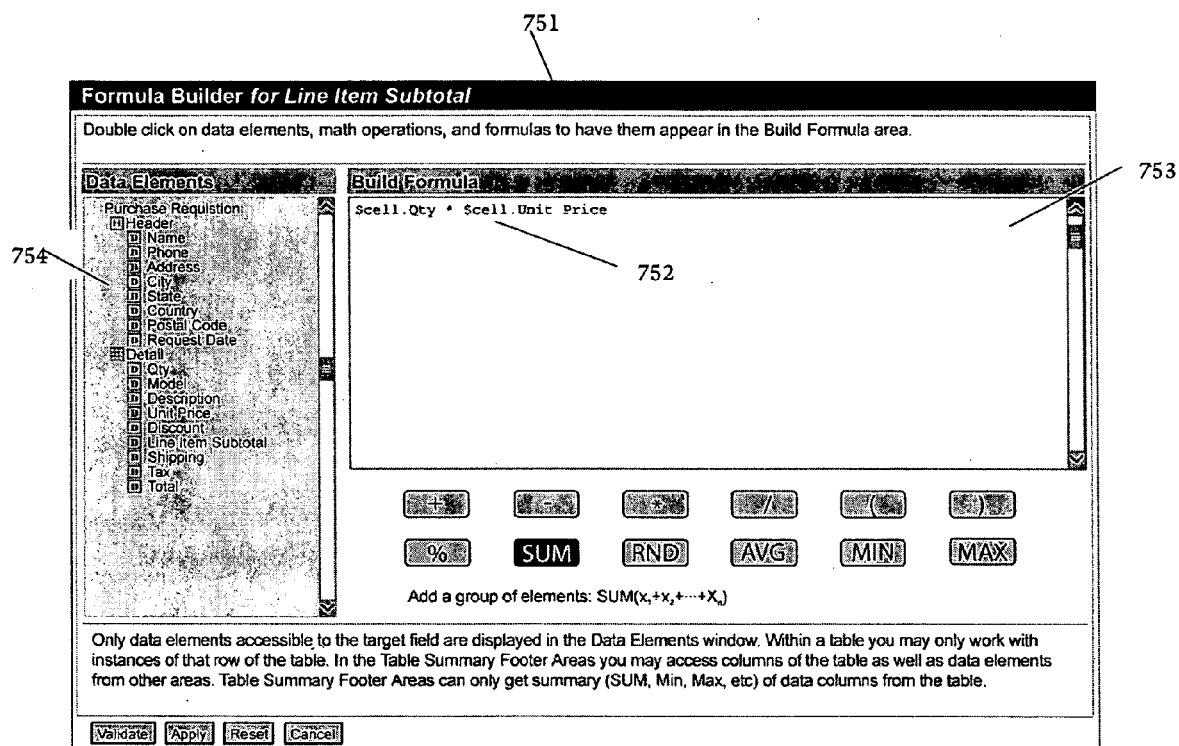 751
Formula Builder for Line Item Subtotal
Double click on data elements, math operations, and formulas to have them appear in the Build Formula area.
Data Elements
Build Formula
753
Purchase Requistion
H Header
D Name
D Phone
D Address
D City
D State
D Country
D Postal Code
D Request Date
Detail
D Qty
D Model
D Description
D Unit Price
D Discount
D Line Item Subtotal
D Shipping
D Tax
D Total
754
$cell.Qty * $cell.Unit Price
752
+ - * / ( )
% SUM RND AVG MIN MAX
Add a group of elements: SUM(x₁+x₂+···+Xₙ)
Only data elements accessible to the target field are displayed in the Data Elements window. Within a table you may only work with
instances of that row of the table. In the Table Summary Footer Areas you may access columns of the table as well as data elements
from other areas. Table Summary Footer Areas can only get summary (SUM, Min, Max, etc) of data columns from the table.
Validate Apply Reset Cancel